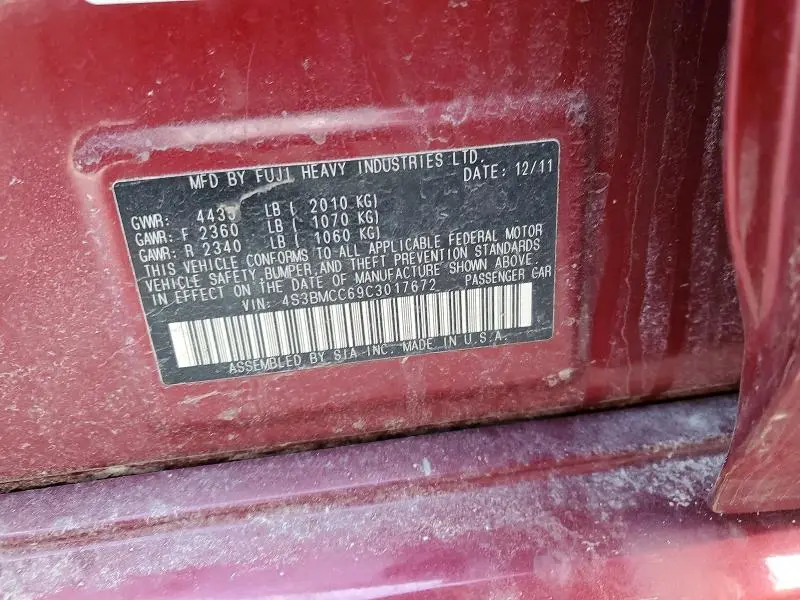 MFD BY FUJI HEAVY INDUSTRIES LTD.
DATE: 12/11
GVWR: 4435 LB ( 2010 KG)
GAWR: F 2360 LB ( 1070 KG)
GAWR: R 2340 LB ( 1060 KG)
THIS VEHICLE CONFORMS TO ALL APPLICABLE FEDERAL MOTOR
VEHICLE SAFETY, BUMPER, AND THEFT PREVENTION STANDARDS
IN EFFECT ON THE DATE OF MANUFACTURE SHOWN ABOVE.
VIN: 4S3BMCC69C3017672 PASSENGER CAR
ASSEMBLED BY SIA INC. MADE IN U.S.A.